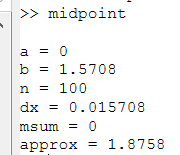 >> midpoint
a = 0
b = 1.5708
n = 100
dx = 0.015708
msum = 0
approx = 1.8758